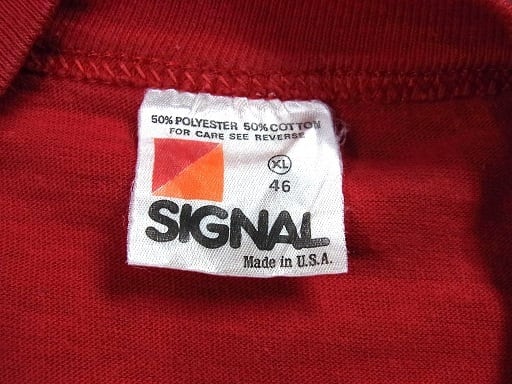 50% POLYESTER 50% COTTON
FOR CARE SEE REVERSE
XL
46
SIGNAL
Made in U.S.A.